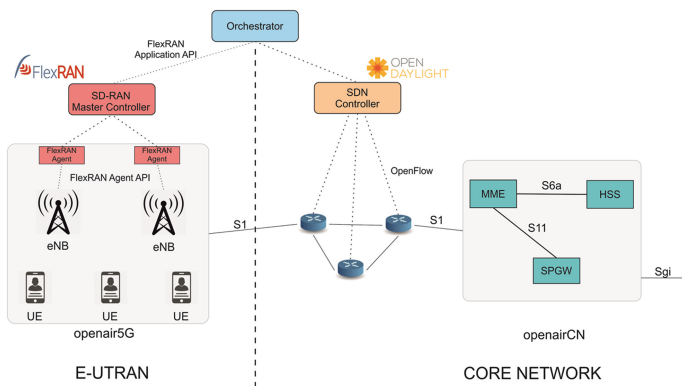 Orchestrator
FlexRAN
Application API
FlexRAN
OPEN
DAYLIGHT
SD-RAN
Master Controller
SDN
Controller
FlexRAN
Agent
FlexRAN
Agent
FlexRAN Agent API
OpenFlow
eNB
eNB
S1
S1
MME
S6a
HSS
S11
SPGW
Sgi
UE
UE
UE
openair5G
openairCN
E-UTRAN
CORE NETWORK